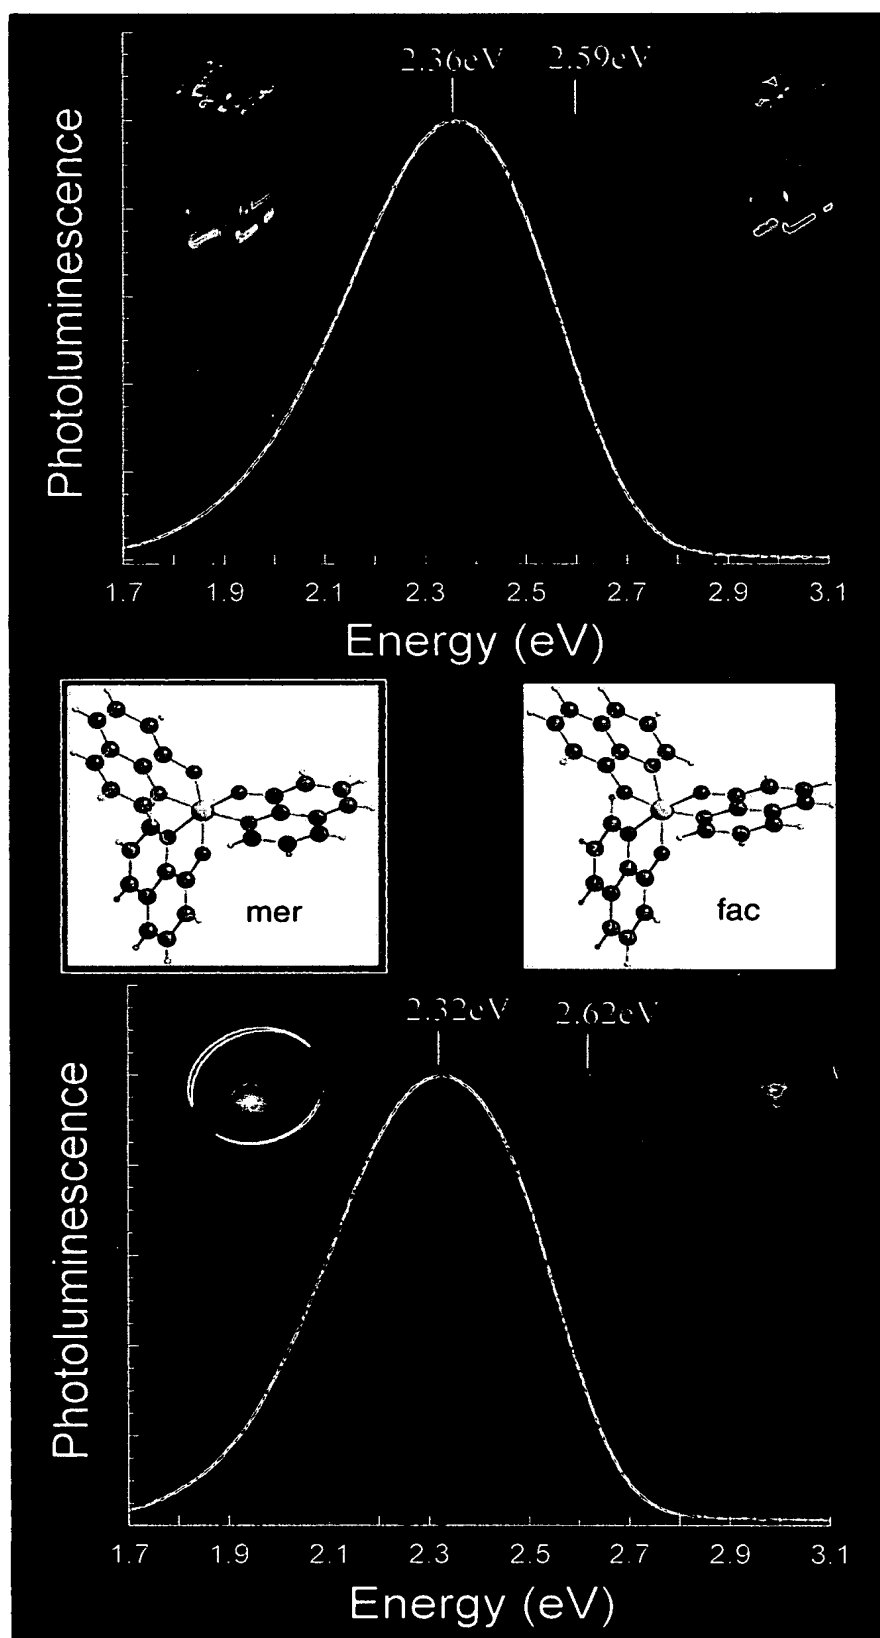 2.36eV 2.59eV
Photoluminescence
1.7 1.9 2.1 2.3 2.5 2.7 2.9 3.1
Energy (eV)
mer
fac
2.32eV 2.62eV
Photoluminescence
1.7 1.9 2.1 2.3 2.5 2.7 2.9 3.1
Energy (eV)